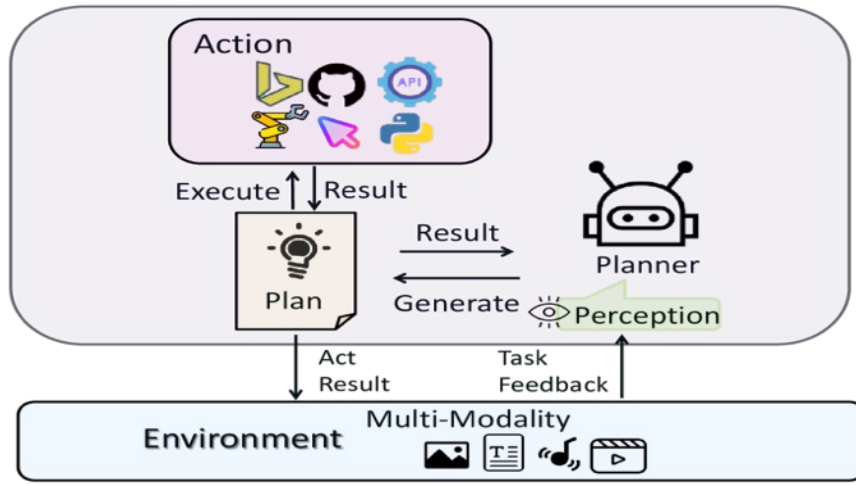 Action
API
Execute
Result
Plan
Result
Generate
Planner
Perception
Act
Result
Task
Feedback
Multi-Modality
Environment
T